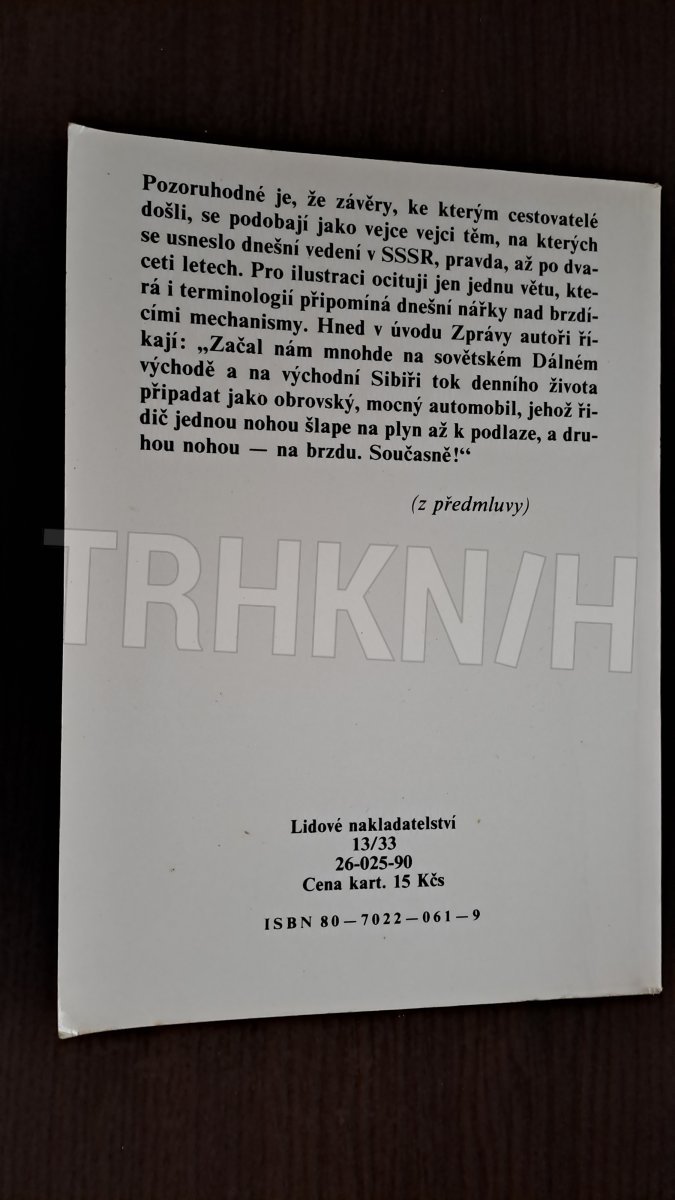 Pozoruhodné je, že závěry, ke kterým cestovatelé
došli, se podobají jako vejce vejci těm, na kterých
se usneslo dnešní vedení v SSSR, pravda, až po dva-
ceti letech. Pro ilustraci ocituji jen jednu větu, kte-
rá i terminologií připomíná dnešní nářky nad brzdí-
cími mechanismy. Hned v úvodu Zprávy autoři ří-
kají: „Začal nám mnohde na sovětském Dálném
východě a na východní Sibiři tok denního života
připadat jako obrovský, mocný automobil, jehož ři-
dič jednou nohou šlape na plyn až k podlaze, a dru-
hou nohou — na brzdu. Současně!“
(z předmluvy)
TRHKN/H
Lidové nakladatelství
13/33
26-025-90
Cena kart. 15 Kčs
ISBN 80—7022—061—9